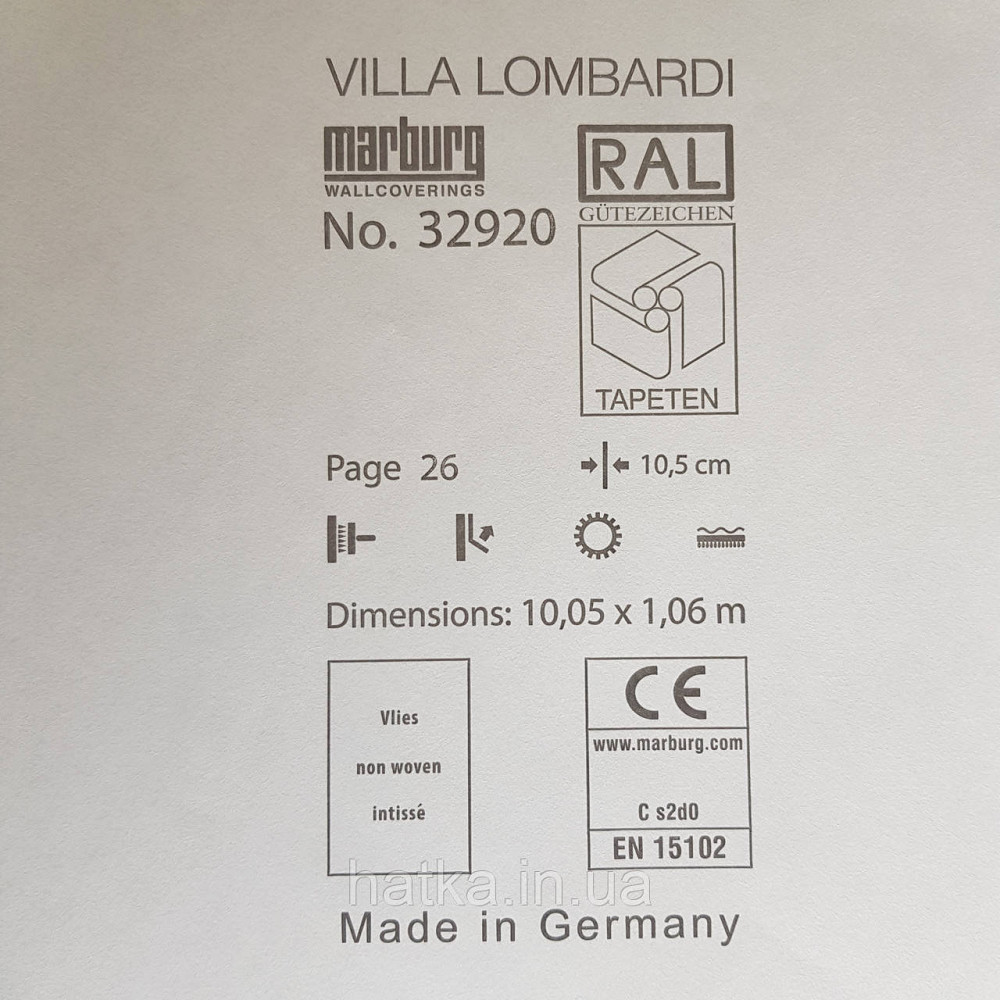 VILLA LOMBARDI
marburg
WALLCOVERINGS
No. 32920
RAL
GÜTEZEICHEN
TAPETEN
Page 26
10,5 cm
Dimensions: 10,05 x 1,06 m
Vlies
non woven
intissé
CE
www.marburg.com
C s2d0
EN 15102
hatka.in.ua
Made in Germany